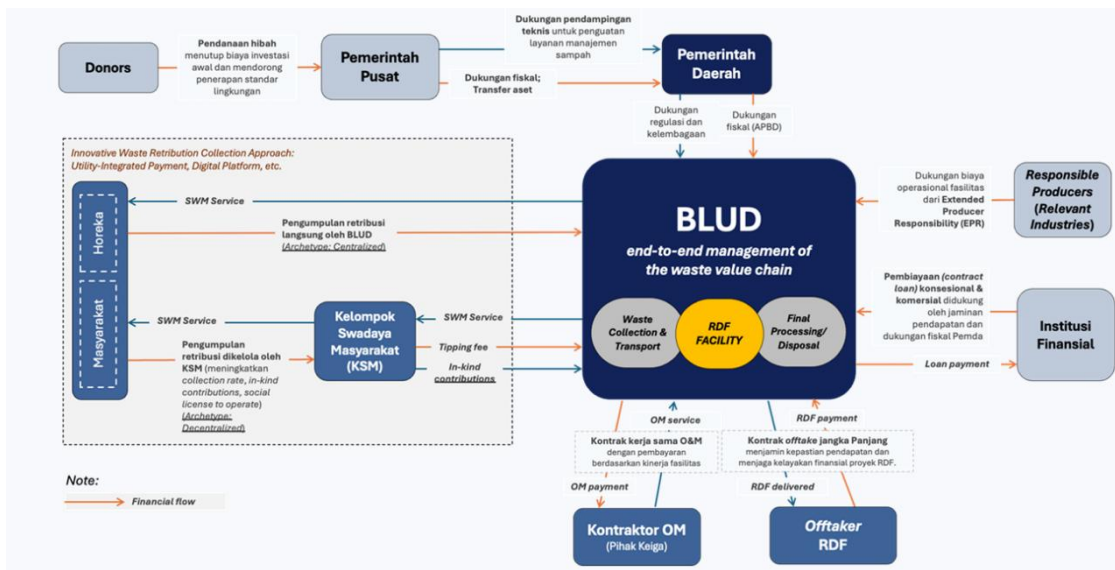 Donors
Pendanaan hibah
menutup biaya investasi
awal dan mendorong
penerapan standar
lingkungan
Pemerintah
Pusat
Dukungan pendampingan
teknis untuk penguatan
layanan manajemen
sampah
Dukungan fiskal;
Transfer aset
Pemerintah
Daerah
Dukungan
regulasi dan
kelembagaan
Dukungan
fiskal (APBD)
Innovative Waste Retribution Collection Approach:
Utility-Integrated Payment, Digital Platform, etc.
Horeka
Masyarakat
SWM Service
Pengumpulan retribusi
langsung oleh BLUD
(Archetype: Centralized)
SWM Service
Pengumpulan
retribusi dikelola oleh
KSM (meningkatkan
collection rate, in-kind
contributions, social
license to operate)
(Archetype:
Decentralized)
Kelompok
Swadaya
Masyarakat
(KSM)
SWM Service
Tipping fee
In-kind
contributions
BLUD
end-to-end management of
the waste value chain
Waste
Collection &
Transport
RDF
FACILITY
Final
Processing/
Disposal
Dukungan biaya
operasional fasilitas
dari Extended
Producer
Responsibility (EPR)
Responsible
Producers
(Relevant
Industries)
Pembiayaan (contract
loan) konsesional &
komersial didukung
oleh jaminan
pendapatan dan
dukungan fiskal Pemda
Loan payment
Institusi
Finansial
OM service
Kontrak kerja sama O&M
dengan pembayaran
berdasarkan kinerja fasilitas
OM payment
RDF payment
Kontrak offtake jangka Panjang
menjamin kepastian pendapatan dan
menjaga kelayakan finansial proyek RDF.
RDF delivered
Kontraktor OM
(Pihak Keiga)
Offtaker
RDF
Note:
Financial flow